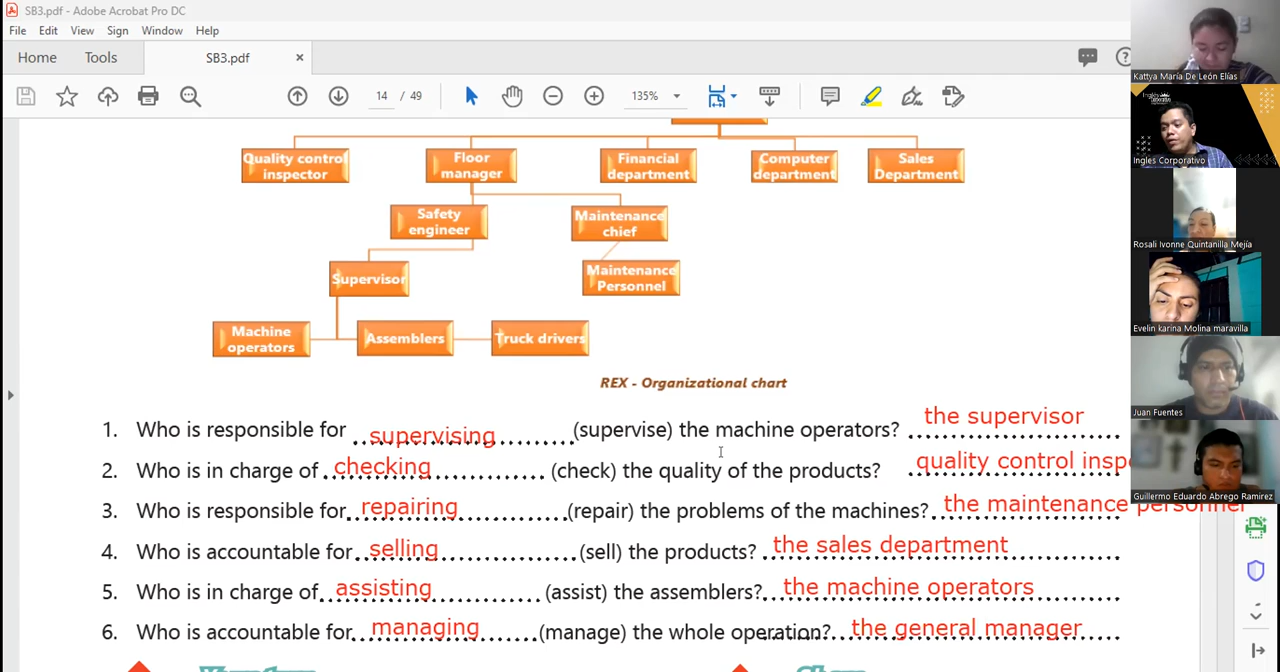 SB3.pdf - Adobe Acrobat Pro DC
File Edit View Sign Window Help
Home Tools SB3.pdf ×
14 / 49 135%
Quality control inspector
Floor manager
Financial department
Computer department
Sales Department
Safety engineer
Maintenance chief
Supervisor
Maintenance Personnel
Machine operators
Assemblers
Truck drivers
REX - Organizational chart
1. Who is responsible for supervising (supervise) the machine operators? the supervisor
2. Who is in charge of checking (check) the quality of the products? quality control inspe
3. Who is responsible for repairing (repair) the problems of the machines? the maintenance personnel
4. Who is accountable for selling (sell) the products? the sales department
5. Who is in charge of assisting (assist) the assemblers? the machine operators
6. Who is accountable for managing (manage) the whole operation? the general manager
Kattya María De León Elías
Ingles Corporativo
Rosali Ivonne Quintanilla Mejía
Evelin karina Molina maravilla
Juan Fuentes
Guillermo Eduardo Abrego Ramirez